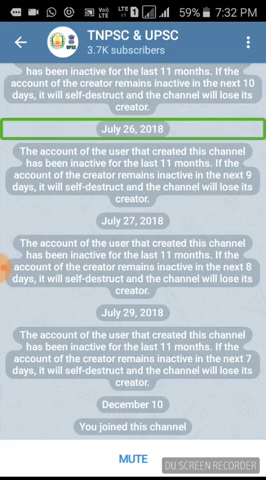 VoB LTE LTE 59% 7:32 PM
TNPSC & UPSC
3.7K subscribers
has been inactive for the last 11 months. If the
account of the creator remains inactive in the next 10
days, it will self-destruct and the channel will lose its
creator.
July 26, 2018
The account of the user that created this channel
has been inactive for the last 11 months. If the
account of the creator remains inactive in the next 9
days, it will self-destruct and the channel will lose its
creator.
July 27, 2018
The account of the user that created this channel
has been inactive for the last 11 months. If the
account of the creator remains inactive in the next 8
days, it will self-destruct and the channel will lose its
creator.
July 29, 2018
The account of the user that created this channel
has been inactive for the last 11 months. If the
account of the creator remains inactive in the next 7
days, it will self-destruct and the channel will lose its
creator.
December 10
You joined this channel
MUTE
DU SCREEN RECORDER